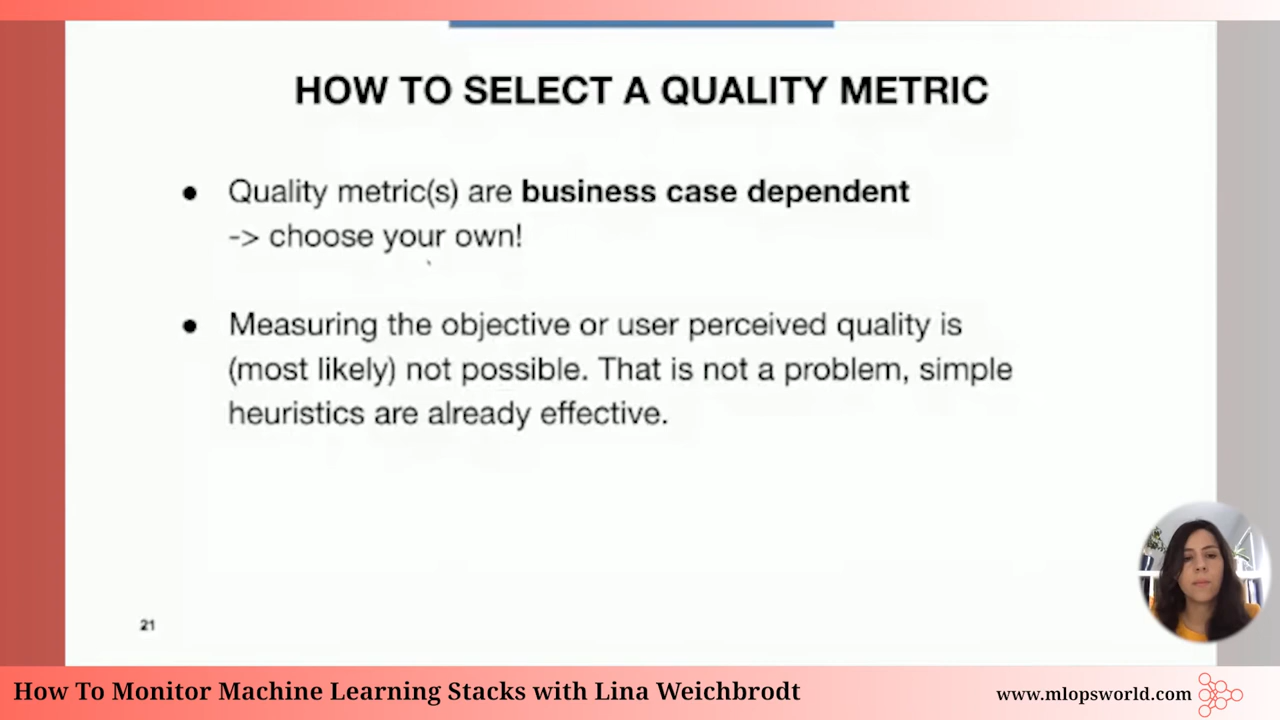 HOW TO SELECT A QUALITY METRIC
● Quality metric(s) are business case dependent
-> choose your own!
● Measuring the objective or user perceived quality is
(most likely) not possible. That is not a problem, simple
heuristics are already effective.
21
How To Monitor Machine Learning Stacks with Lina Weichbrodt
www.mlopsworld.com